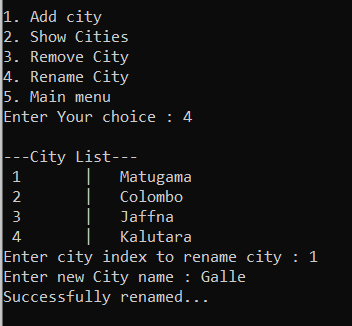 1. Add city
2. Show Cities
3. Remove City
4. Rename City
5. Main menu
Enter Your choice : 4
---City List---
1 | Matugama
2 | Colombo
3 | Jaffna
4 | Kalutara
Enter city index to rename city : 1
Enter new City name : Galle
Successfully renamed...